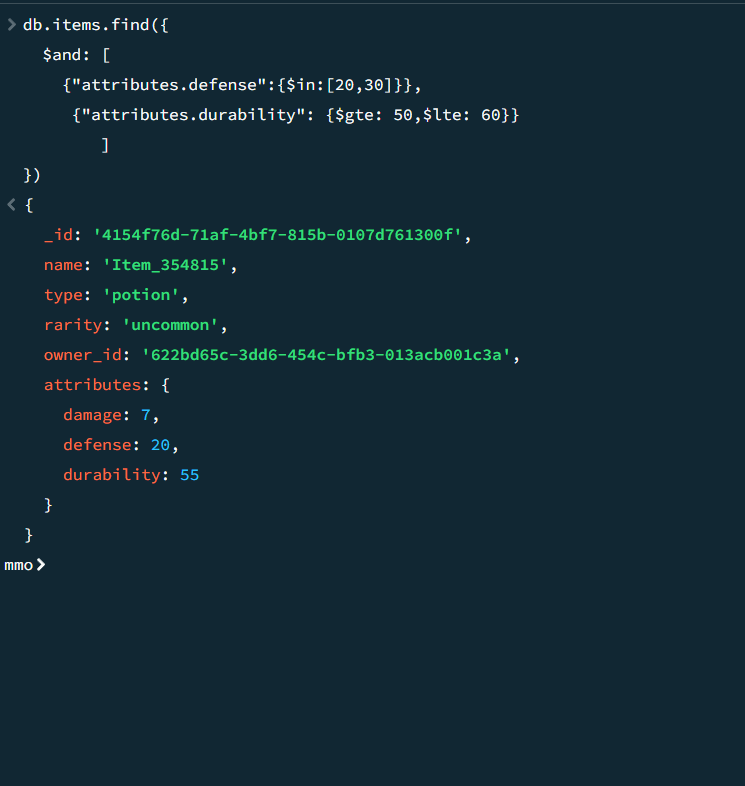 > db.items.find({
$and: [
{"attributes.defense":{$in:[20,30]}},
{"attributes.durability": {$gte: 50,$lte: 60}}
]
})
< {
_id: '4154f76d-71af-4bf7-815b-0107d761300f',
name: 'Item_354815',
type: 'potion',
rarity: 'uncommon',
owner_id: '622bd65c-3dd6-454c-bfb3-013acb001c3a',
attributes: {
damage: 7,
defense: 20,
durability: 55
}
}
mmo>